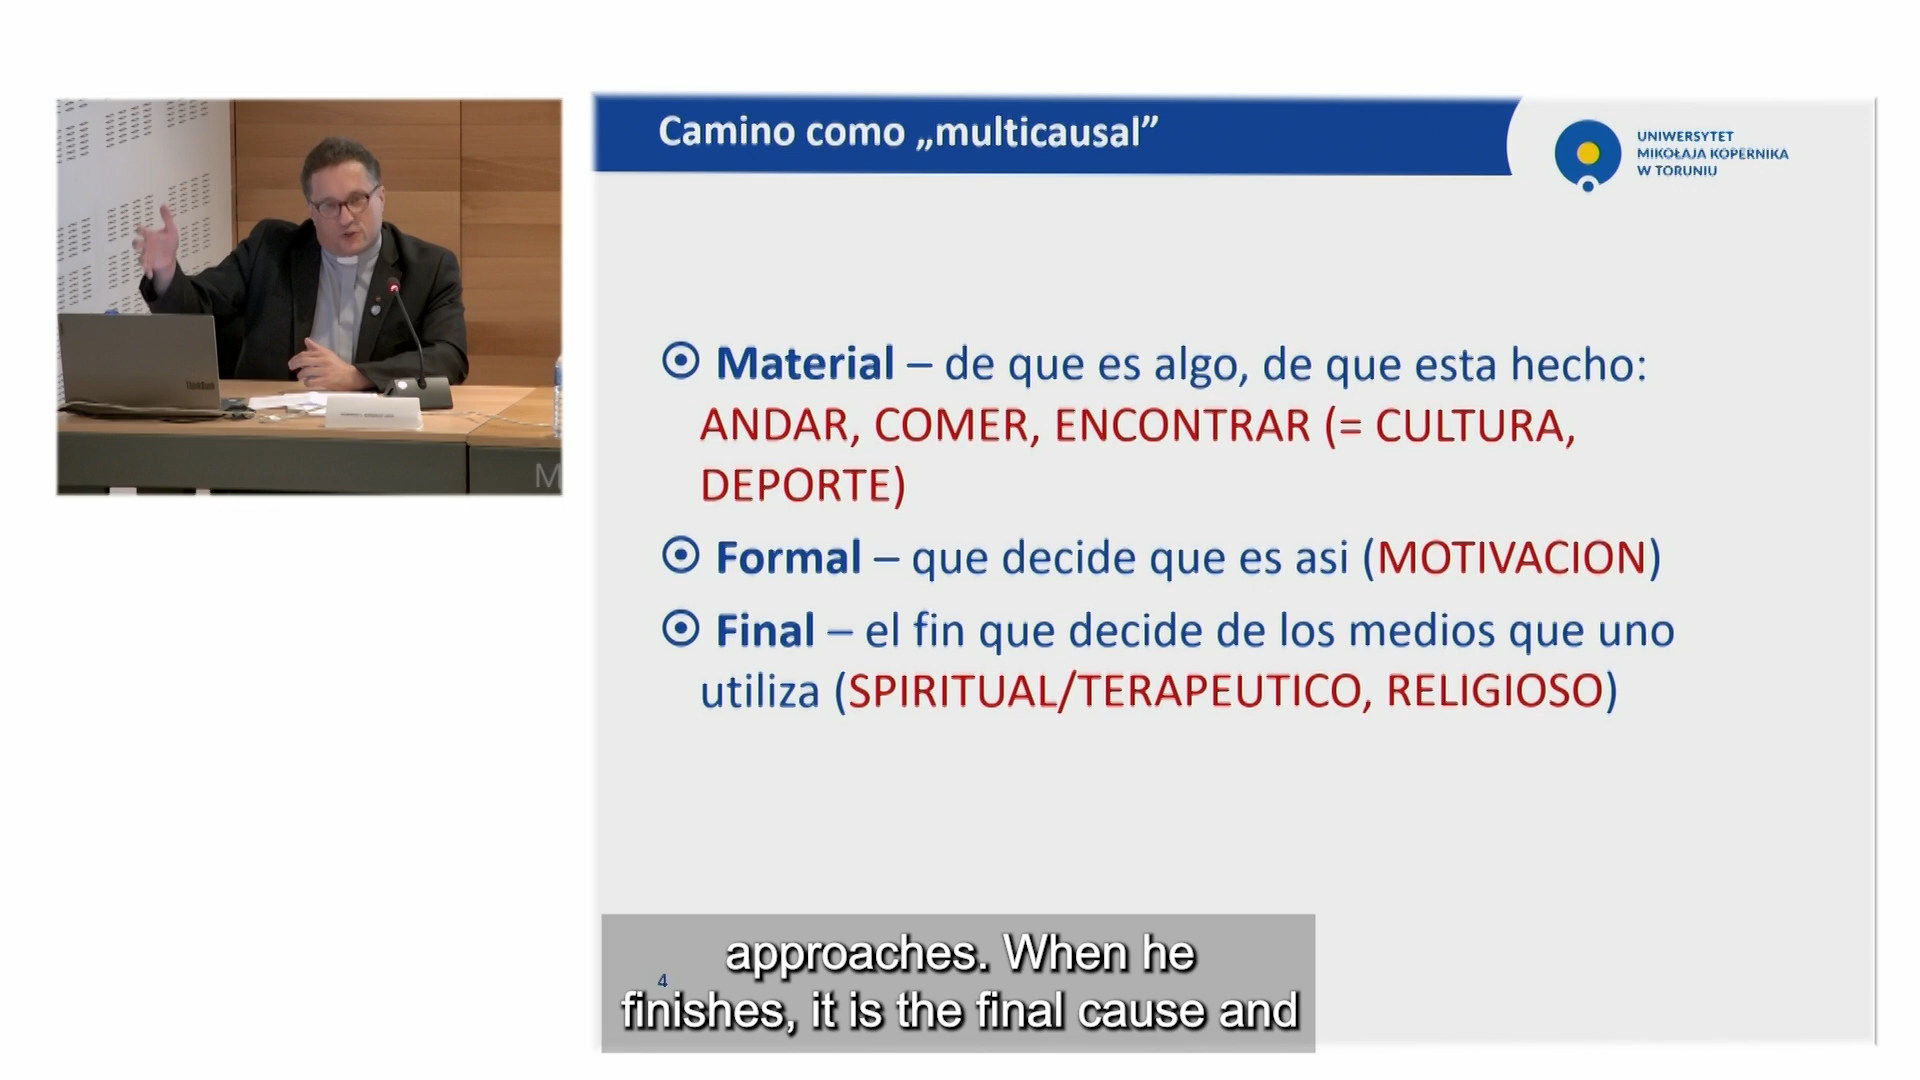 Camino como „multicausal”
UNIWERSYTET
MIKOŁAJA KOPERNIKA
W TORUNIU
Material – de que es algo, de que esta hecho:
ANDAR, COMER, ENCONTRAR (= CULTURA,
DEPORTE)
Formal – que decide que es asi (MOTIVACION)
Final – el fin que decide de los medios que uno
utiliza (SPIRITUAL/TERAPEUTICO, RELIGIOSO)
4
approaches. When he
finishes, it is the final cause and
ThinkBook
M